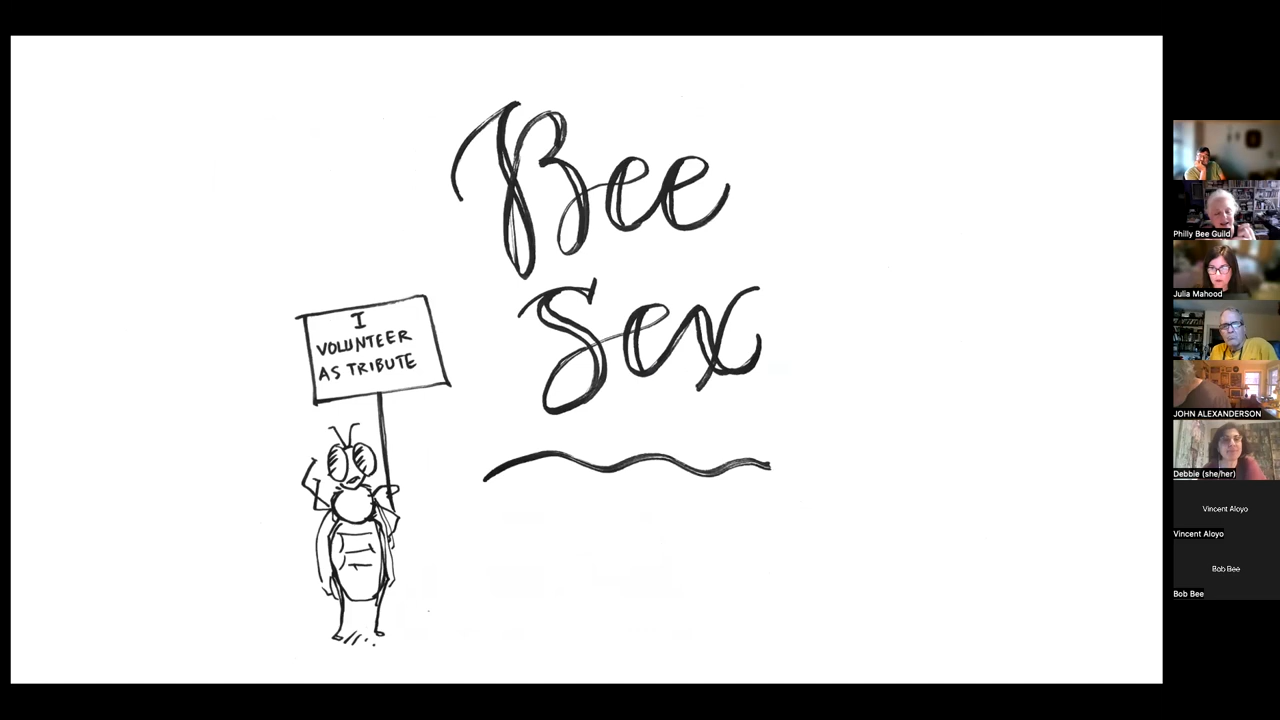 Bee
Sex
I
VOLUNTEER
AS TRIBUTE
Philly Bee Guild
Julia Mahood
JOHN ALEXANDERSON
Debbie (she/her)
Vincent Aloyo
Vincent Aloyo
Bob Bee
Bob Bee